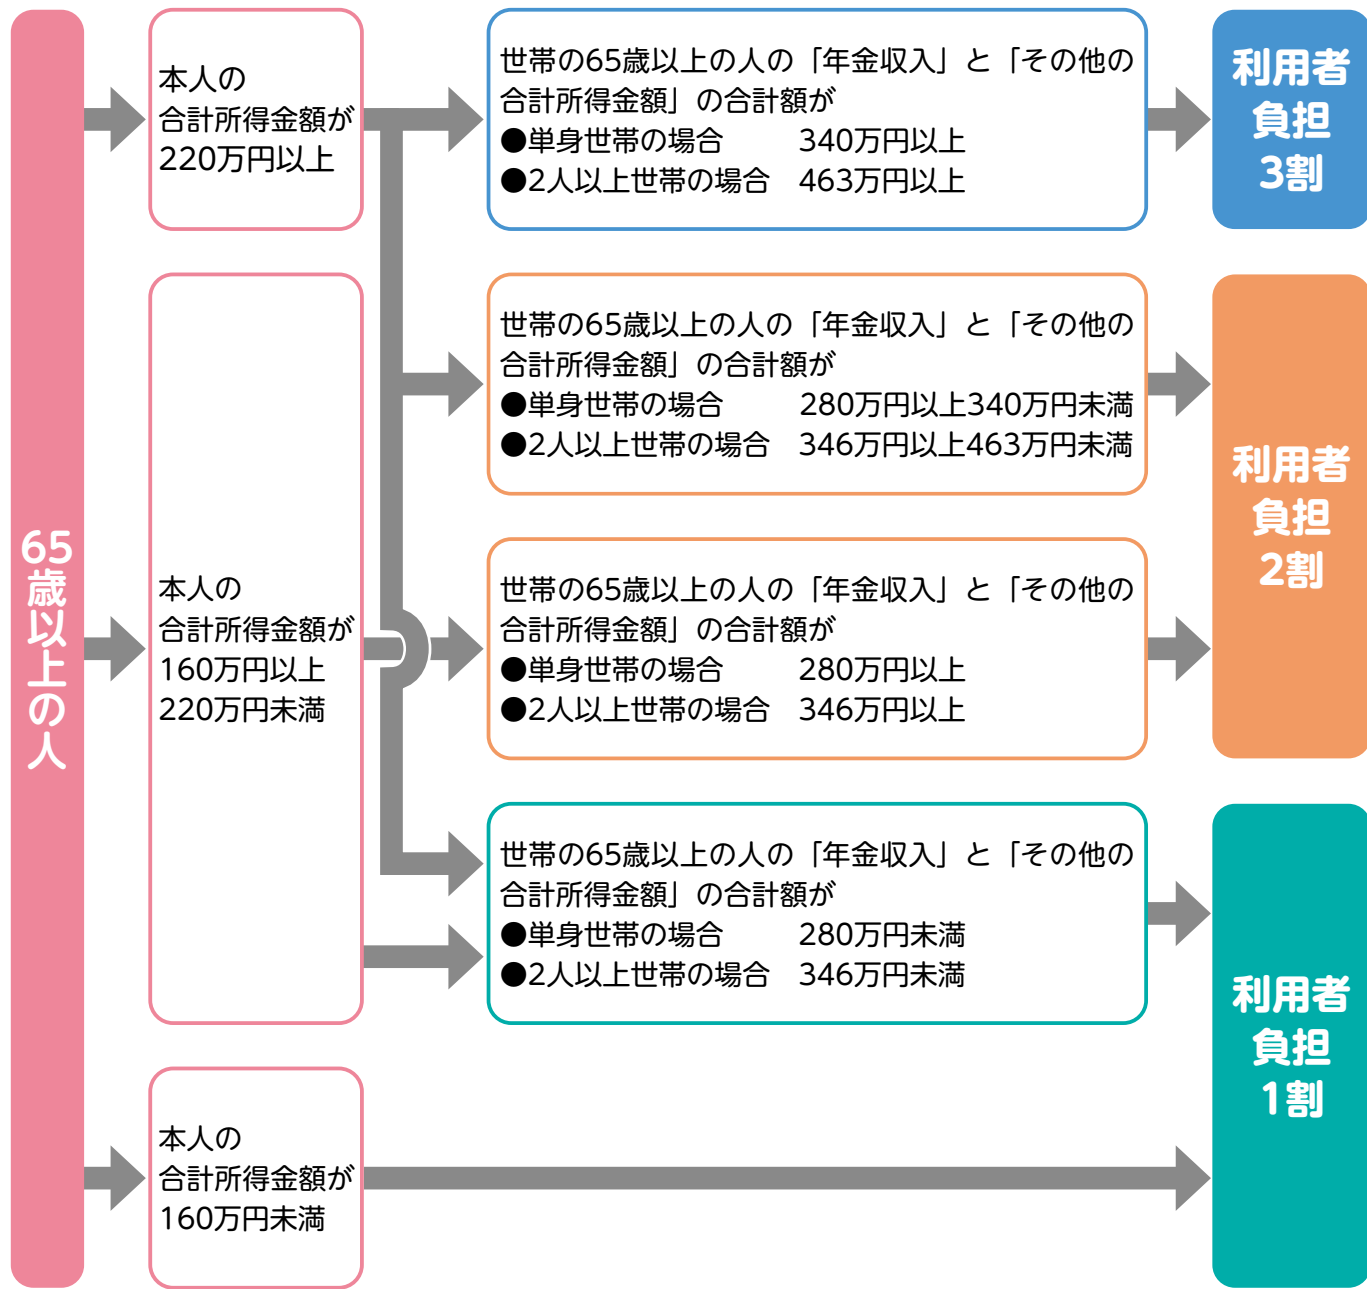 65歳以上の人
本人の
合計所得金額が
220万円以上
世帯の65歳以上の人の「年金収入」と「その他の
合計所得金額」の合計額が
●単身世帯の場合　340万円以上
●2人以上世帯の場合　463万円以上
利用者
負担
3割
本人の
合計所得金額が
160万円以上
220万円未満
世帯の65歳以上の人の「年金収入」と「その他の
合計所得金額」の合計額が
●単身世帯の場合　280万円以上340万円未満
●2人以上世帯の場合　346万円以上463万円未満
世帯の65歳以上の人の「年金収入」と「その他の
合計所得金額」の合計額が
●単身世帯の場合　280万円以上
●2人以上世帯の場合　346万円以上
利用者
負担
2割
世帯の65歳以上の人の「年金収入」と「その他の
合計所得金額」の合計額が
●単身世帯の場合　280万円未満
●2人以上世帯の場合　346万円未満
本人の
合計所得金額が
160万円未満
利用者
負担
1割